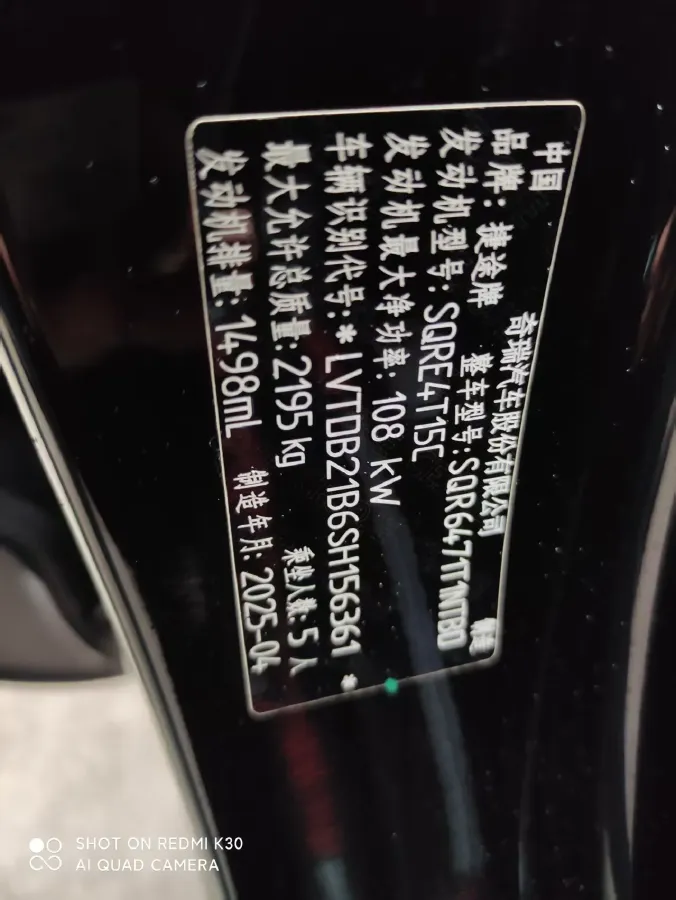 中国 奇瑞汽车股份有限公司 制造
品牌: 捷途牌 整车型号: SQR6471T1NTBD
发动机型号: SQRE4T15C
发动机最大净功率: 108 kW
车辆识别代号: *LVTDB21B6SH156361*
最大允许总质量: 2195 kg 乘坐人数: 5人
发动机排量: 1498mL 制造年月: 2025-04
SHOT ON REDMI K30
AI QUAD CAMERA